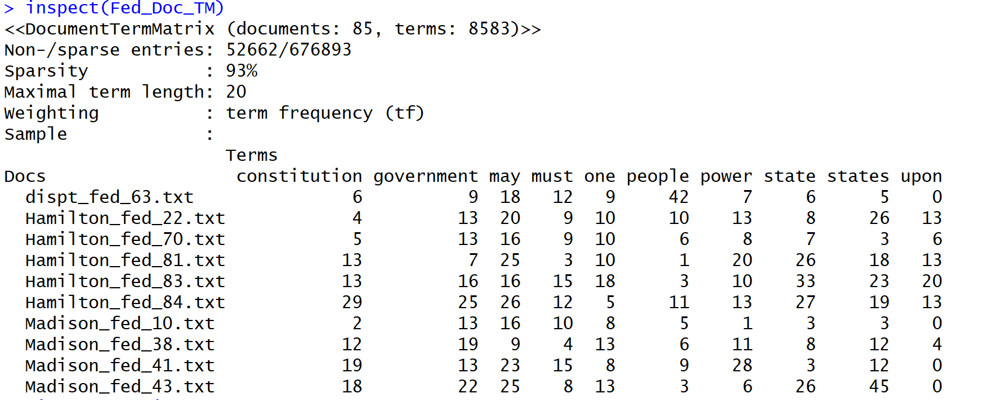 > inspect(Fed_Doc_TM)
<<DocumentTermMatrix (documents: 85, terms: 8583)>>
Non-/sparse entries: 52662/676893
Sparsity           : 93%
Maximal term length: 20
Weighting          : term frequency (tf)
Sample             :
                     Terms
Docs                  constitution government may must one people power state states upon
  dispt_fed_63.txt               6          9  18   12   9     42     7     6      5    0
  Hamilton_fed_22.txt            4         13  20    9  10     10    13     8     26   13
  Hamilton_fed_70.txt            5         13  16    9  10      6     8     7      3    6
  Hamilton_fed_81.txt           13          7  25    3  10      1    20    26     18   13
  Hamilton_fed_83.txt           13         16  16   15  18      3    10    33     23   20
  Hamilton_fed_84.txt           29         25  26   12   5     11    13    27     19   13
  Madison_fed_10.txt             2         13  16   10   8      5     1     3      3    0
  Madison_fed_38.txt            12         19   9    4  13      6    11     8     12    4
  Madison_fed_41.txt            19         13  23   15   8      9    28     3     12    0
  Madison_fed_43.txt            18         22  25    8  13      3     6    26     45    0